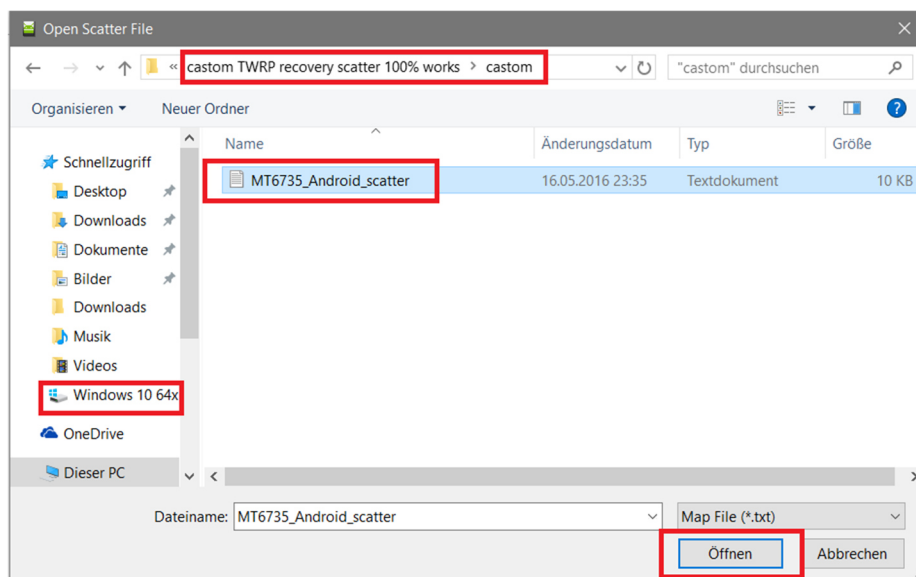 Open Scatter File
« castom TWRP recovery scatter 100% works > castom
"castom" durchsuchen
Organisieren
Neuer Ordner
Name
Änderungsdatum
Typ
Größe
MT6735_Android_scatter
16.05.2016 23:35
Textdokument
10 KB
Schnellzugriff
Desktop
Downloads
Dokumente
Bilder
Downloads
Musik
Videos
Windows 10 64x
OneDrive
Dieser PC
Dateiname: MT6735_Android_scatter
Map File (*.txt)
Öffnen
Abbrechen